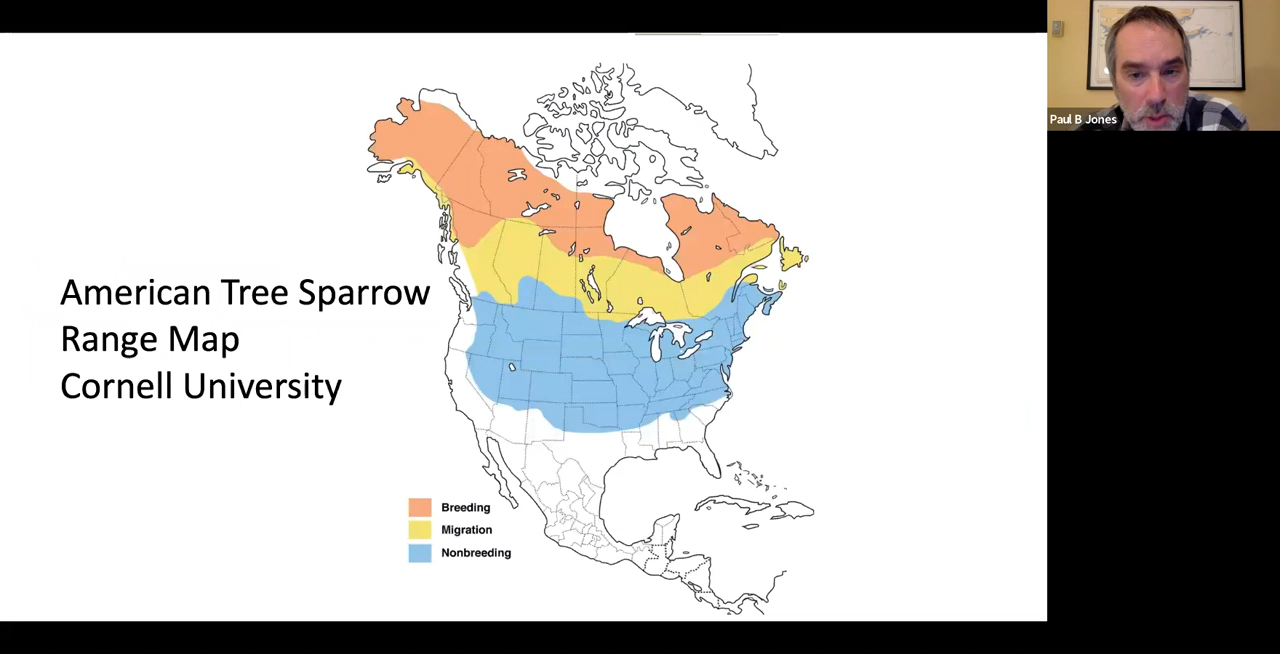 American Tree Sparrow
Range Map
Cornell University
Breeding
Migration
Nonbreeding
Paul B Jones